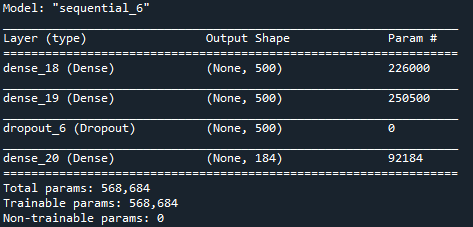 Model: "sequential_6"
Layer (type) Output Shape Param #
dense_18 (Dense) (None, 500) 226000
dense_19 (Dense) (None, 500) 250500
dropout_6 (Dropout) (None, 500) 0
dense_20 (Dense) (None, 184) 92184
Total params: 568,684
Trainable params: 568,684
Non-trainable params: 0